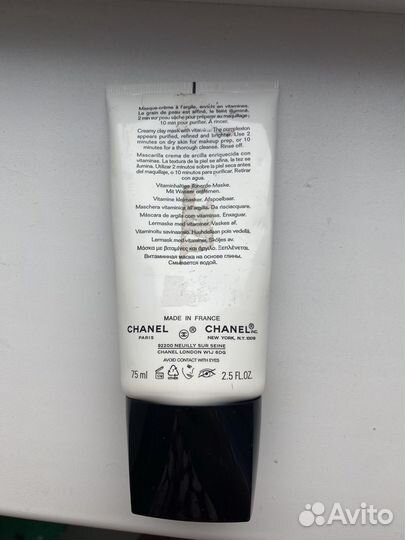 Masque-crème à l'argile, enrichi en vitamines.
Le grain de peau est affiné, le teint illuminé.
2 min sur peau sèche pour préparer au maquillage;
10 min pour purifier. À rincer.
Creamy clay mask with vitamins. The complexion
appears purified, refined and brighter. Use 2
minutes on dry skin for makeup prep, or 10
minutes for a thorough cleanse. Rinse off.
Mascarilla crema de arcilla enriquecida con
vitaminas. La textura de la piel se afina, la tez se
ilumina. Utilizar 2 minutos sobre la piel seca antes
del maquillaje, o 10 minutos para purificar. Retirar
con agua.
Vitaminhaltige Tonerde-Maske.
Mit Wasser entfernen.
Vitamine kleimasker. Afspoelbaar.
Maschera vitaminica all'argilla. Da risciacquare.
Máscara de argila com vitaminas. Enxaguar.
Lermaske med vitaminer. Vaskes af.
Vitaminoitu savinaamio. Huuhdellaan pois vedellä.
Lermask med vitaminer. Sköljes av.
Μάσκα με βιταμίνες και άργιλο. Ξεπλένεται.
Витаминная маска на основе глины.
Смывается водой.
MADE IN FRANCE
CHANEL CHANEL INC.
PARIS NEW YORK, N.Y. 10019
92200 NEUILLY SUR SEINE
CHANEL LONDON W1J 6DG
AVOID CONTACT WITH EYES
75 ml 2.5 FL.OZ.
Avito